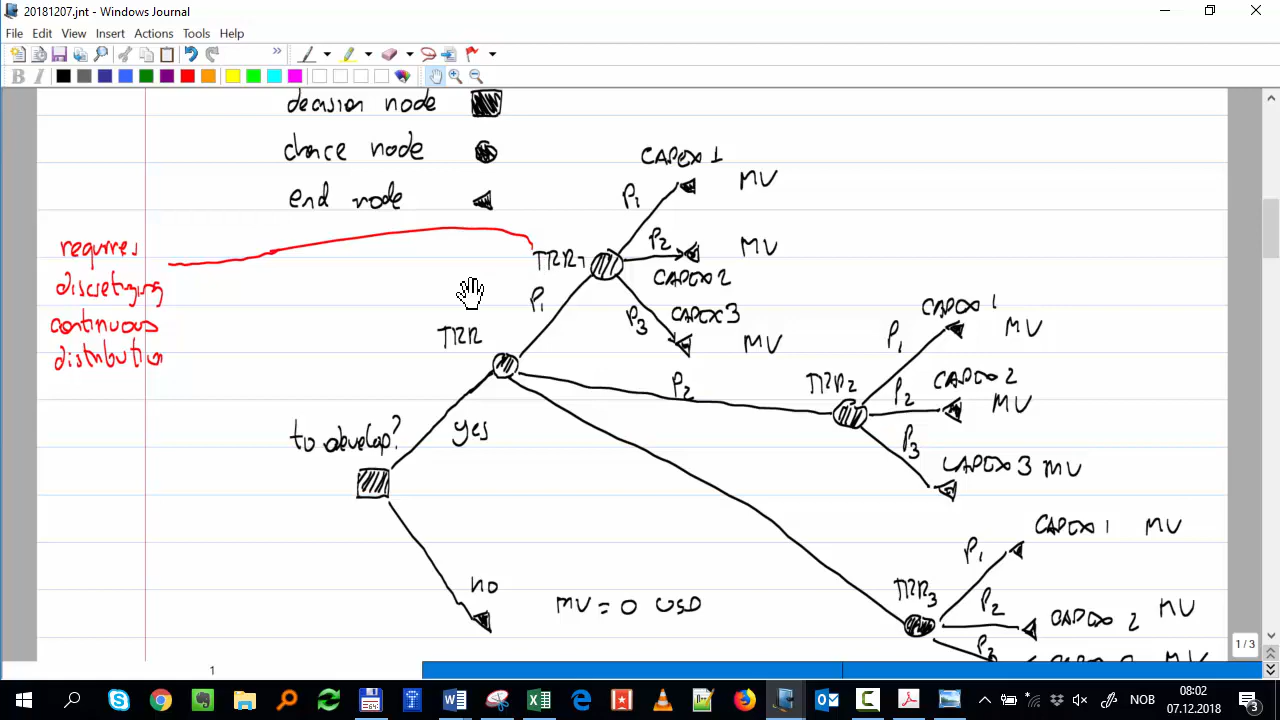 20181207.jnt - Windows Journal
File Edit View Insert Actions Tools Help
B I
decision node
chance node
end node
requires
discretizing
continuous
distribution
CAPEX 1 MV
P1
P2 MV
TRR1
CAPEX 2
P1
P3 CAPEX 3
MV
TRR
CAPEX 1
MV
P1
P2
TRR2
CAPEX 2
P2 MV
to develop? yes
P3
CAPEX 3 MV
CAPEX 1 MV
P1
no
MV = 0 USD
TRR3
P2
CAPEX 2 MV
1 / 3
1
NOB
08:02
07.12.2018
3